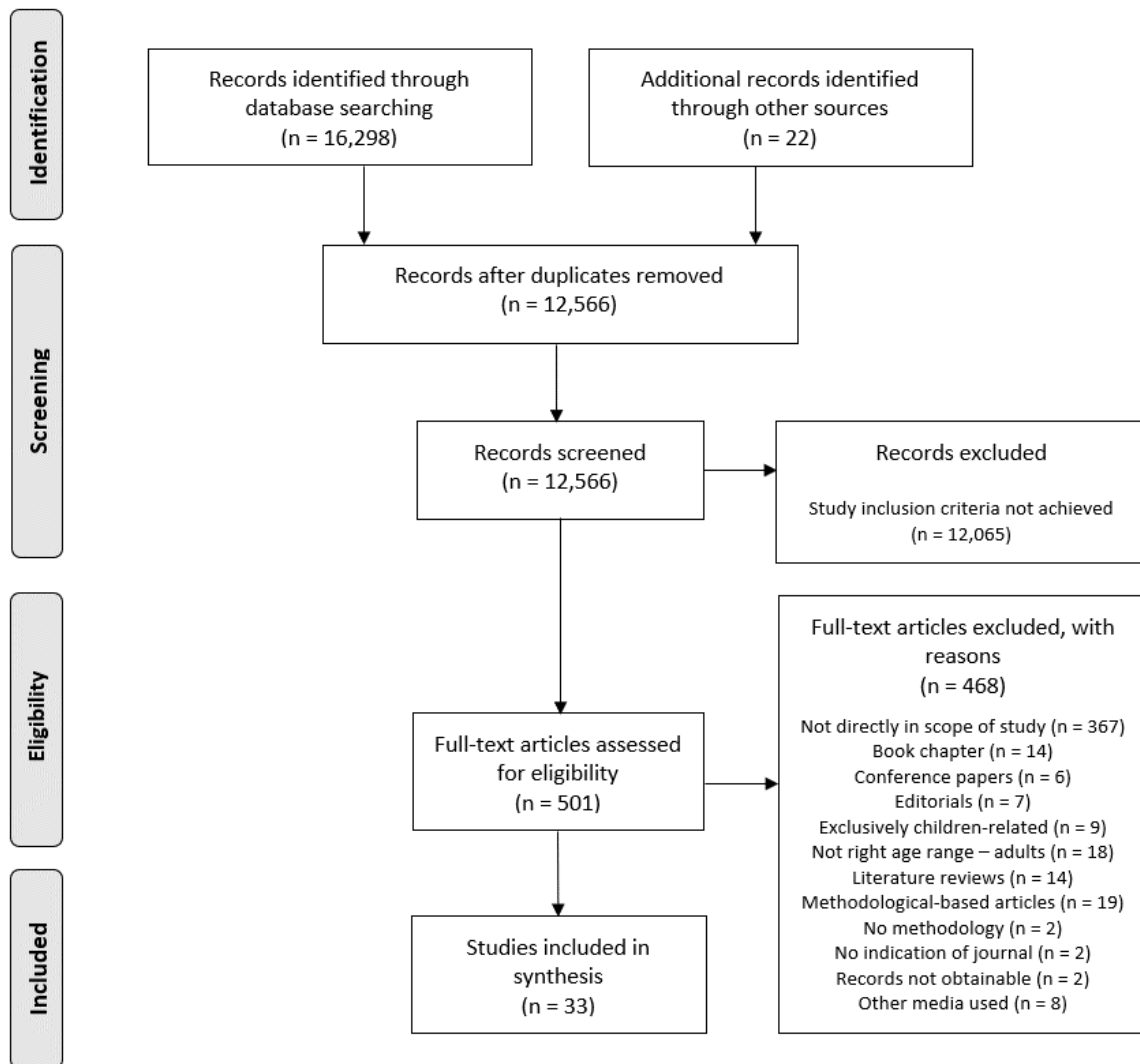 Identification
Records identified through
database searching
(n = 16,298)
Additional records identified
through other sources
(n = 22)
Screening
Records after duplicates removed
(n = 12,566)
Records screened
(n = 12,566)
Records excluded
Study inclusion criteria not achieved
(n = 12,065)
Eligibility
Full-text articles assessed
for eligibility
(n = 501)
Full-text articles excluded, with
reasons
(n = 468)
Not directly in scope of study (n = 367)
Book chapter (n = 14)
Conference papers (n = 6)
Editorials (n = 7)
Exclusively children-related (n = 9)
Not right age range – adults (n = 18)
Literature reviews (n = 14)
Methodological-based articles (n = 19)
No methodology (n = 2)
No indication of journal (n = 2)
Records not obtainable (n = 2)
Other media used (n = 8)
Included
Studies included in
synthesis
(n = 33)